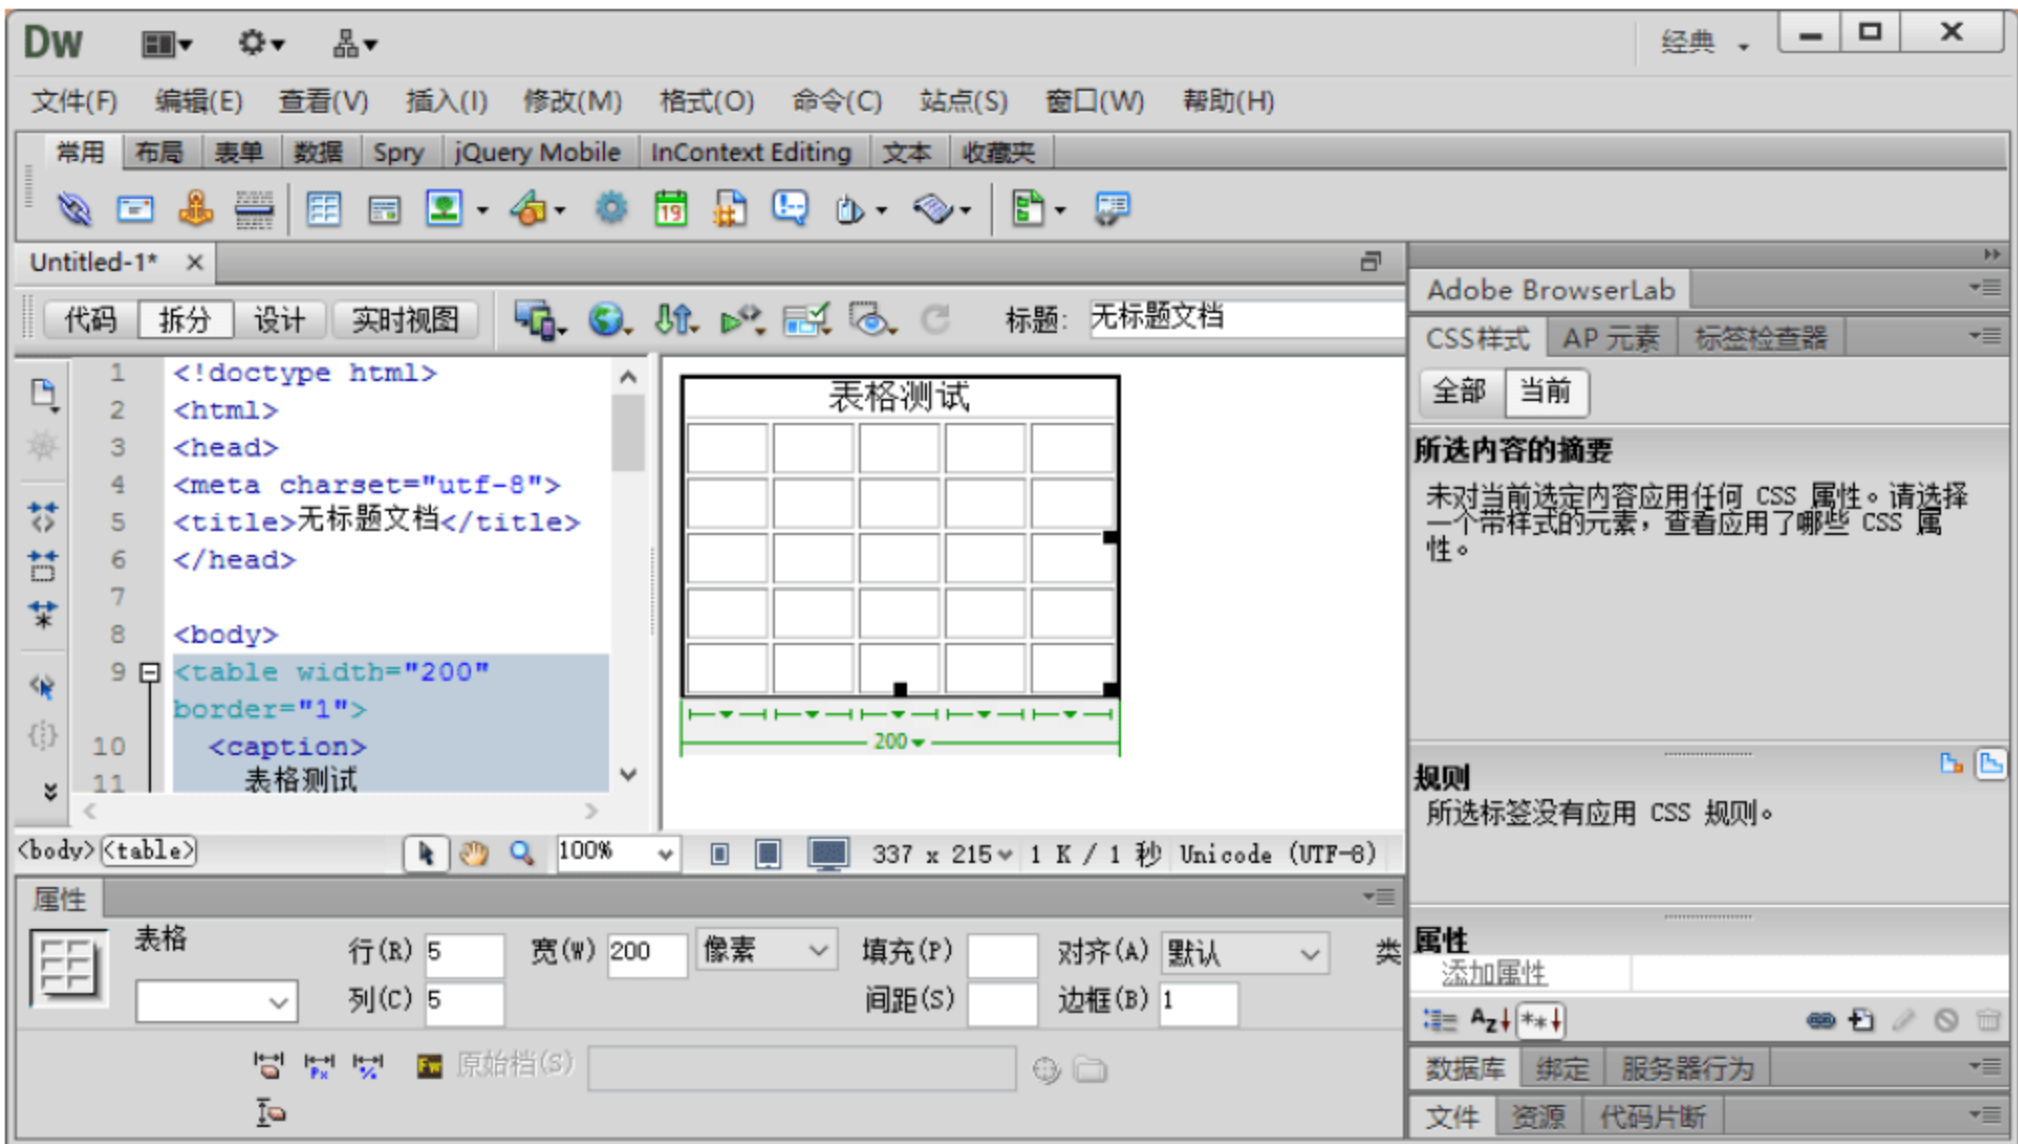 Dw
经典
文件(F) 编辑(E) 查看(V) 插入(I) 修改(M) 格式(O) 命令(C) 站点(S) 窗口(W) 帮助(H)
常用 布局 表单 数据 Spry jQuery Mobile InContext Editing 文本 收藏夹
19
Untitled-1*
代码 拆分 设计 实时视图 标题: 无标题文档
1 <!doctype html>
2 <html>
3 <head>
4 <meta charset="utf-8">
5 <title>无标题文档</title>
6 </head>
7
8 <body>
9 <table width="200"
border="1">
10 <caption>
11 表格测试
表格测试
200
<body> <table> 100% 337 x 215 1 K / 1 秒 Unicode (UTF-8)
属性
表格 行(R) 5 宽(W) 200 像素 填充(P) 对齐(A) 默认 类
列(C) 5 间距(S) 边框(B) 1
Px % Fw 原始档(S)
Adobe BrowserLab
CSS样式 AP 元素 标签检查器
全部 当前
所选内容的摘要
未对当前选定内容应用任何 CSS 属性。请选择
一个带样式的元素，查看应用了哪些 CSS 属
性。
规则
所选标签没有应用 CSS 规则。
属性
添加属性
Az **
数据库 绑定 服务器行为
文件 资源 代码片断